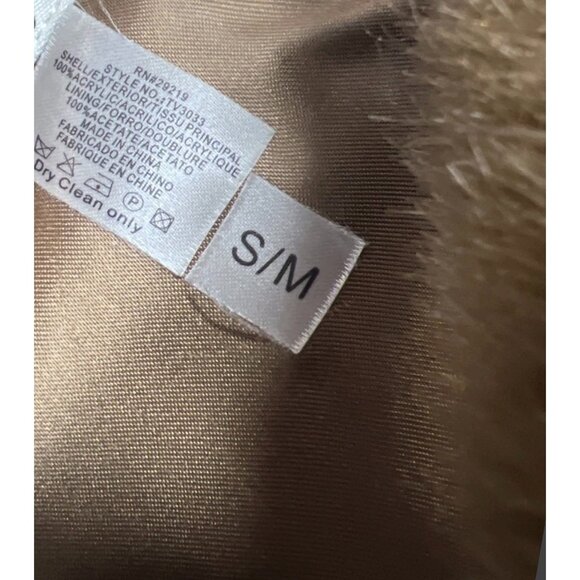 RN#29219
STYLE NO.:TV3033
SHELL/EXTERIOR/TISSU PRINCIPAL
100%ACRYLIC/ACRILICO/ACRYLIQUE
LINING/FORRO/DOUBLURE
100%ACETATE/ACETATO
MADE IN CHINA
FABRICADO EN CHINO
FABRIQUE EN CHINE
Dry Clean only
S/M